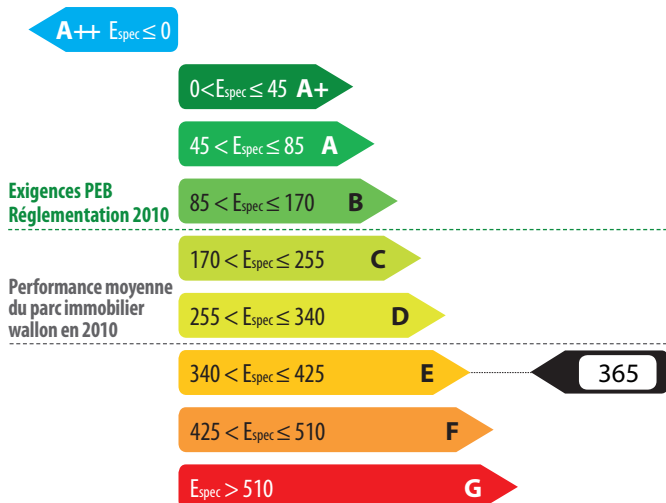 A++ Espec ≤ 0
0<Espec ≤ 45 A+
45 < Espec ≤ 85 A
Exigences PEB
Réglementation 2010
85 < Espec ≤ 170 B
170 < Espec ≤ 255 C
Performance moyenne
du parc immobilier
wallon en 2010
255 < Espec ≤ 340 D
340 < Espec ≤ 425 E
365
425 < Espec ≤ 510 F
Espec > 510 G